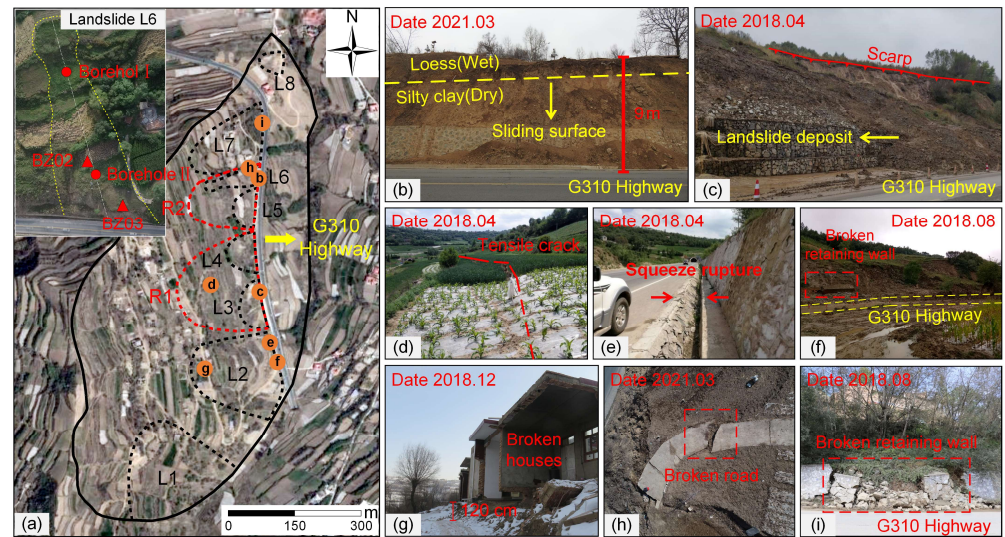 Landslide L6
Borehol I
BZ02
Borehole II
BZ03
N
L8
i
L7
h
b
L6
L5
R2
G310
Highway
L4
d
R1
c
L3
e
f
g
L2
L1
0 150 300 m
(a)
Date 2021.03
Loess(Wet)
Silty clay(Dry)
Sliding surface
9 m
G310 Highway
(b)
Date 2018.04
Scarp
Landslide deposit
G310 Highway
(c)
Date 2018.04
Tensile crack
(d)
Date 2018.04
Squeeze rupture
(e)
Date 2018.08
Broken
retaining wall
G310 Highway
(f)
Date 2018.12
Broken
houses
120 cm
(g)
Date 2021.03
Broken road
(h)
Date 2018.08
Broken retaining wall
G310 Highway
(i)